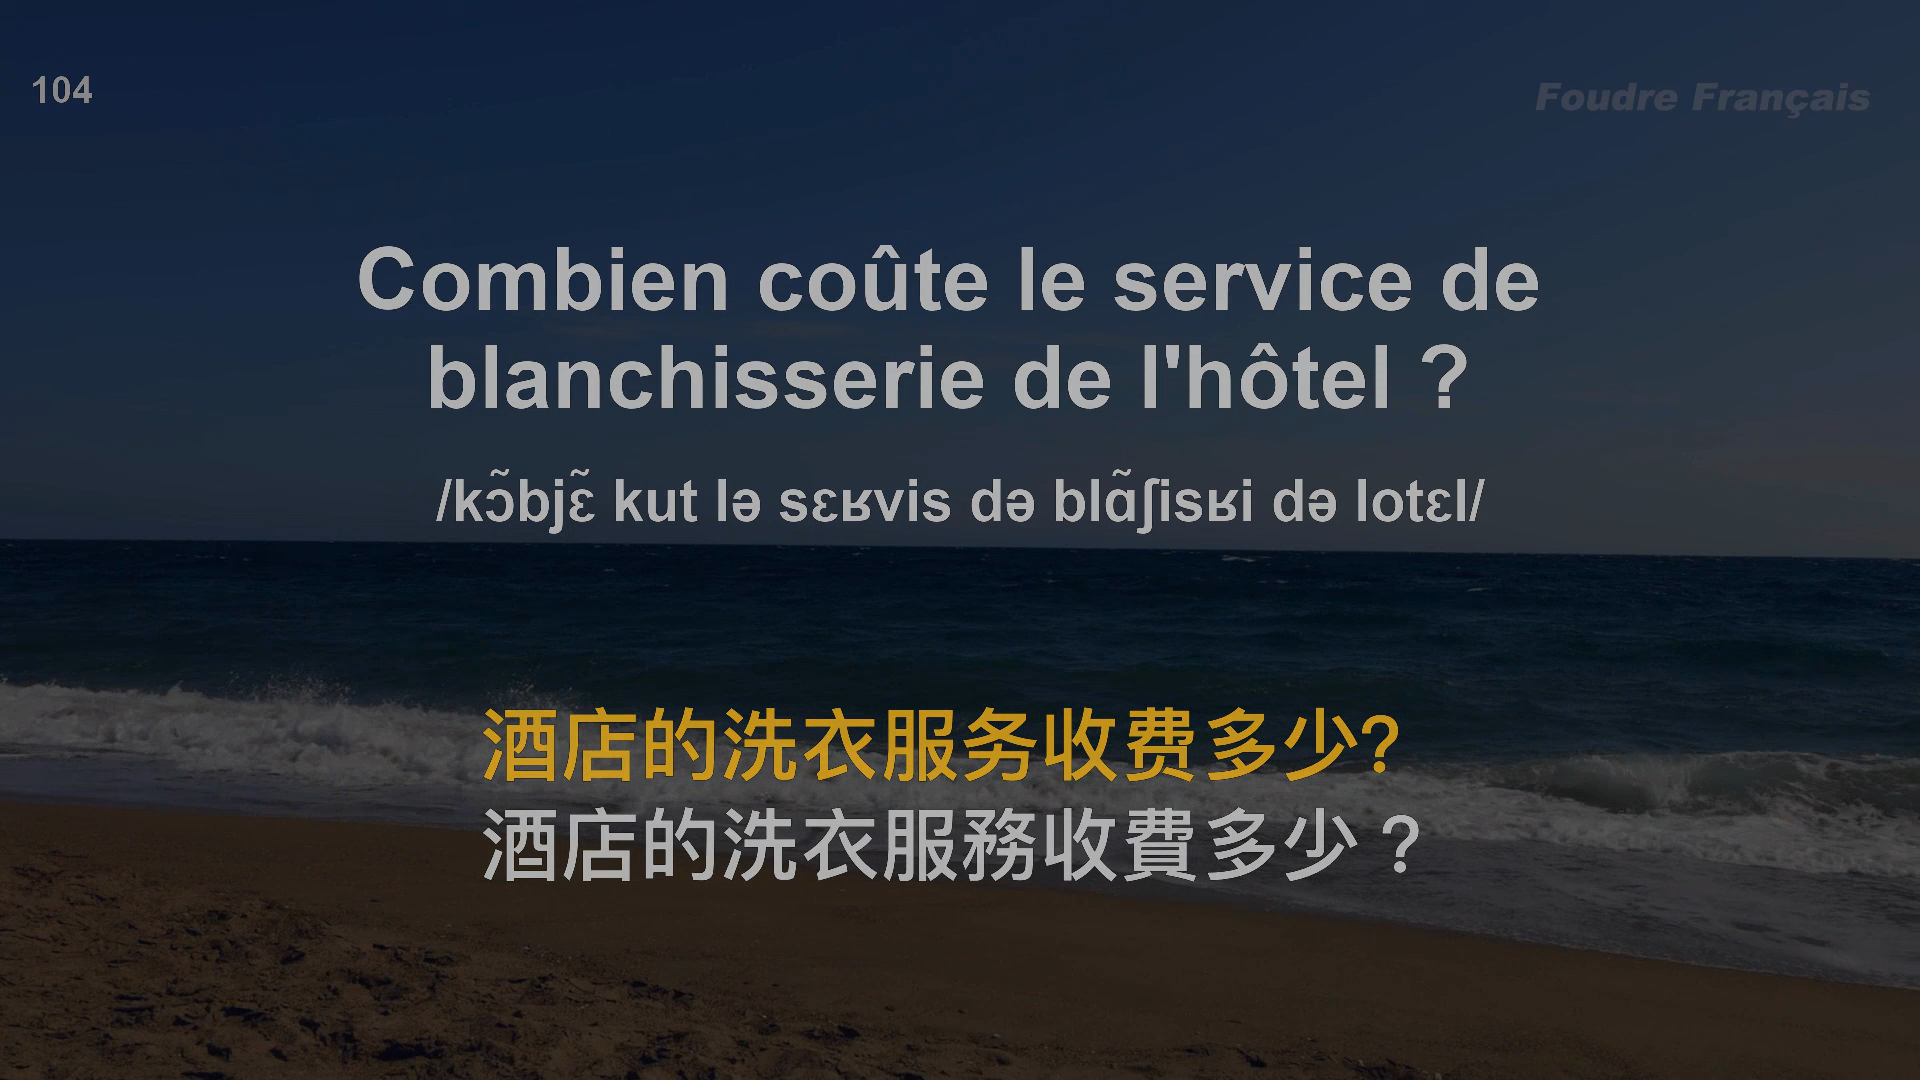 104
Foudre Français
Combien coûte le service de
blanchisserie de l'hôtel ?
/kɔ̃bjɛ̃ kut lə sɛʁvis də blɑ̃ʃisʁi də lotɛl/
酒店的洗衣服务收费多少?
酒店的洗衣服務收費多少？